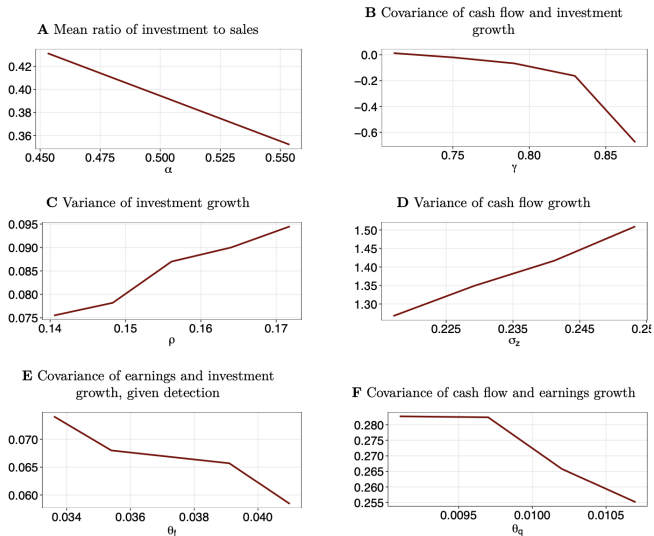 A Mean ratio of investment to sales
0.42
0.40
0.38
0.36
0.450 0.475 0.500 0.525 0.550
α
B Covariance of cash flow and investment
growth
0.0
−0.2
−0.4
−0.6
0.75 0.80 0.85
γ
C Variance of investment growth
0.095
0.090
0.085
0.080
0.075
0.14 0.15 0.16 0.17
ρ
D Variance of cash flow growth
1.50
1.45
1.40
1.35
1.30
0.225 0.235 0.245 0.25
σz
E Covariance of earnings and investment
growth, given detection
0.070
0.065
0.060
0.034 0.036 0.038 0.040
θf
F Covariance of cash flow and earnings growth
0.280
0.275
0.270
0.265
0.260
0.255
0.0095 0.0100 0.0105
θq